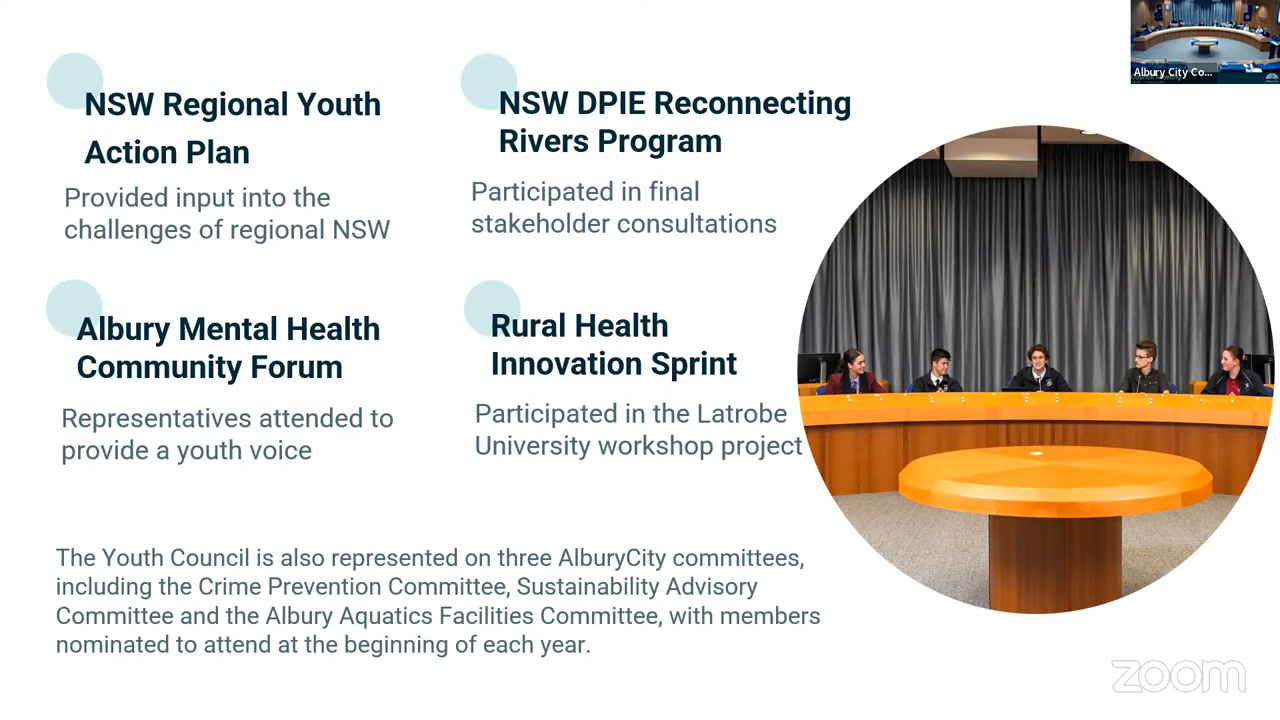 NSW Regional Youth
Action Plan
Provided input into the
challenges of regional NSW
NSW DPIE Reconnecting
Rivers Program
Participated in final
stakeholder consultations
Albury Mental Health
Community Forum
Representatives attended to
provide a youth voice
Rural Health
Innovation Sprint
Participated in the Latrobe
University workshop project
The Youth Council is also represented on three AlburyCity committees,
including the Crime Prevention Committee, Sustainability Advisory
Committee and the Albury Aquatics Facilities Committee, with members
nominated to attend at the beginning of each year.
Albury City Co...
zoom